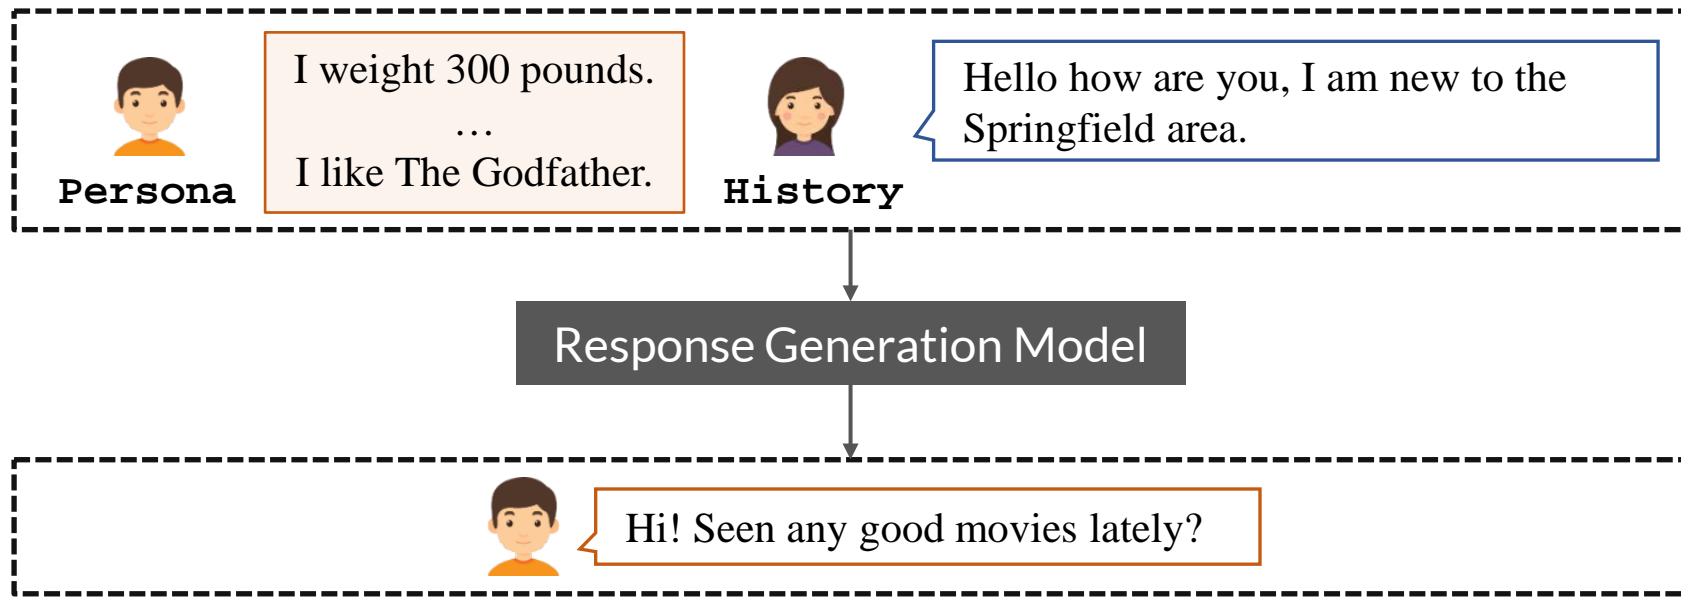 I weight 300 pounds.
...
I like The Godfather.
Persona
Hello how are you, I am new to the
Springfield area.
History
Response Generation Model
Hi! Seen any good movies lately?